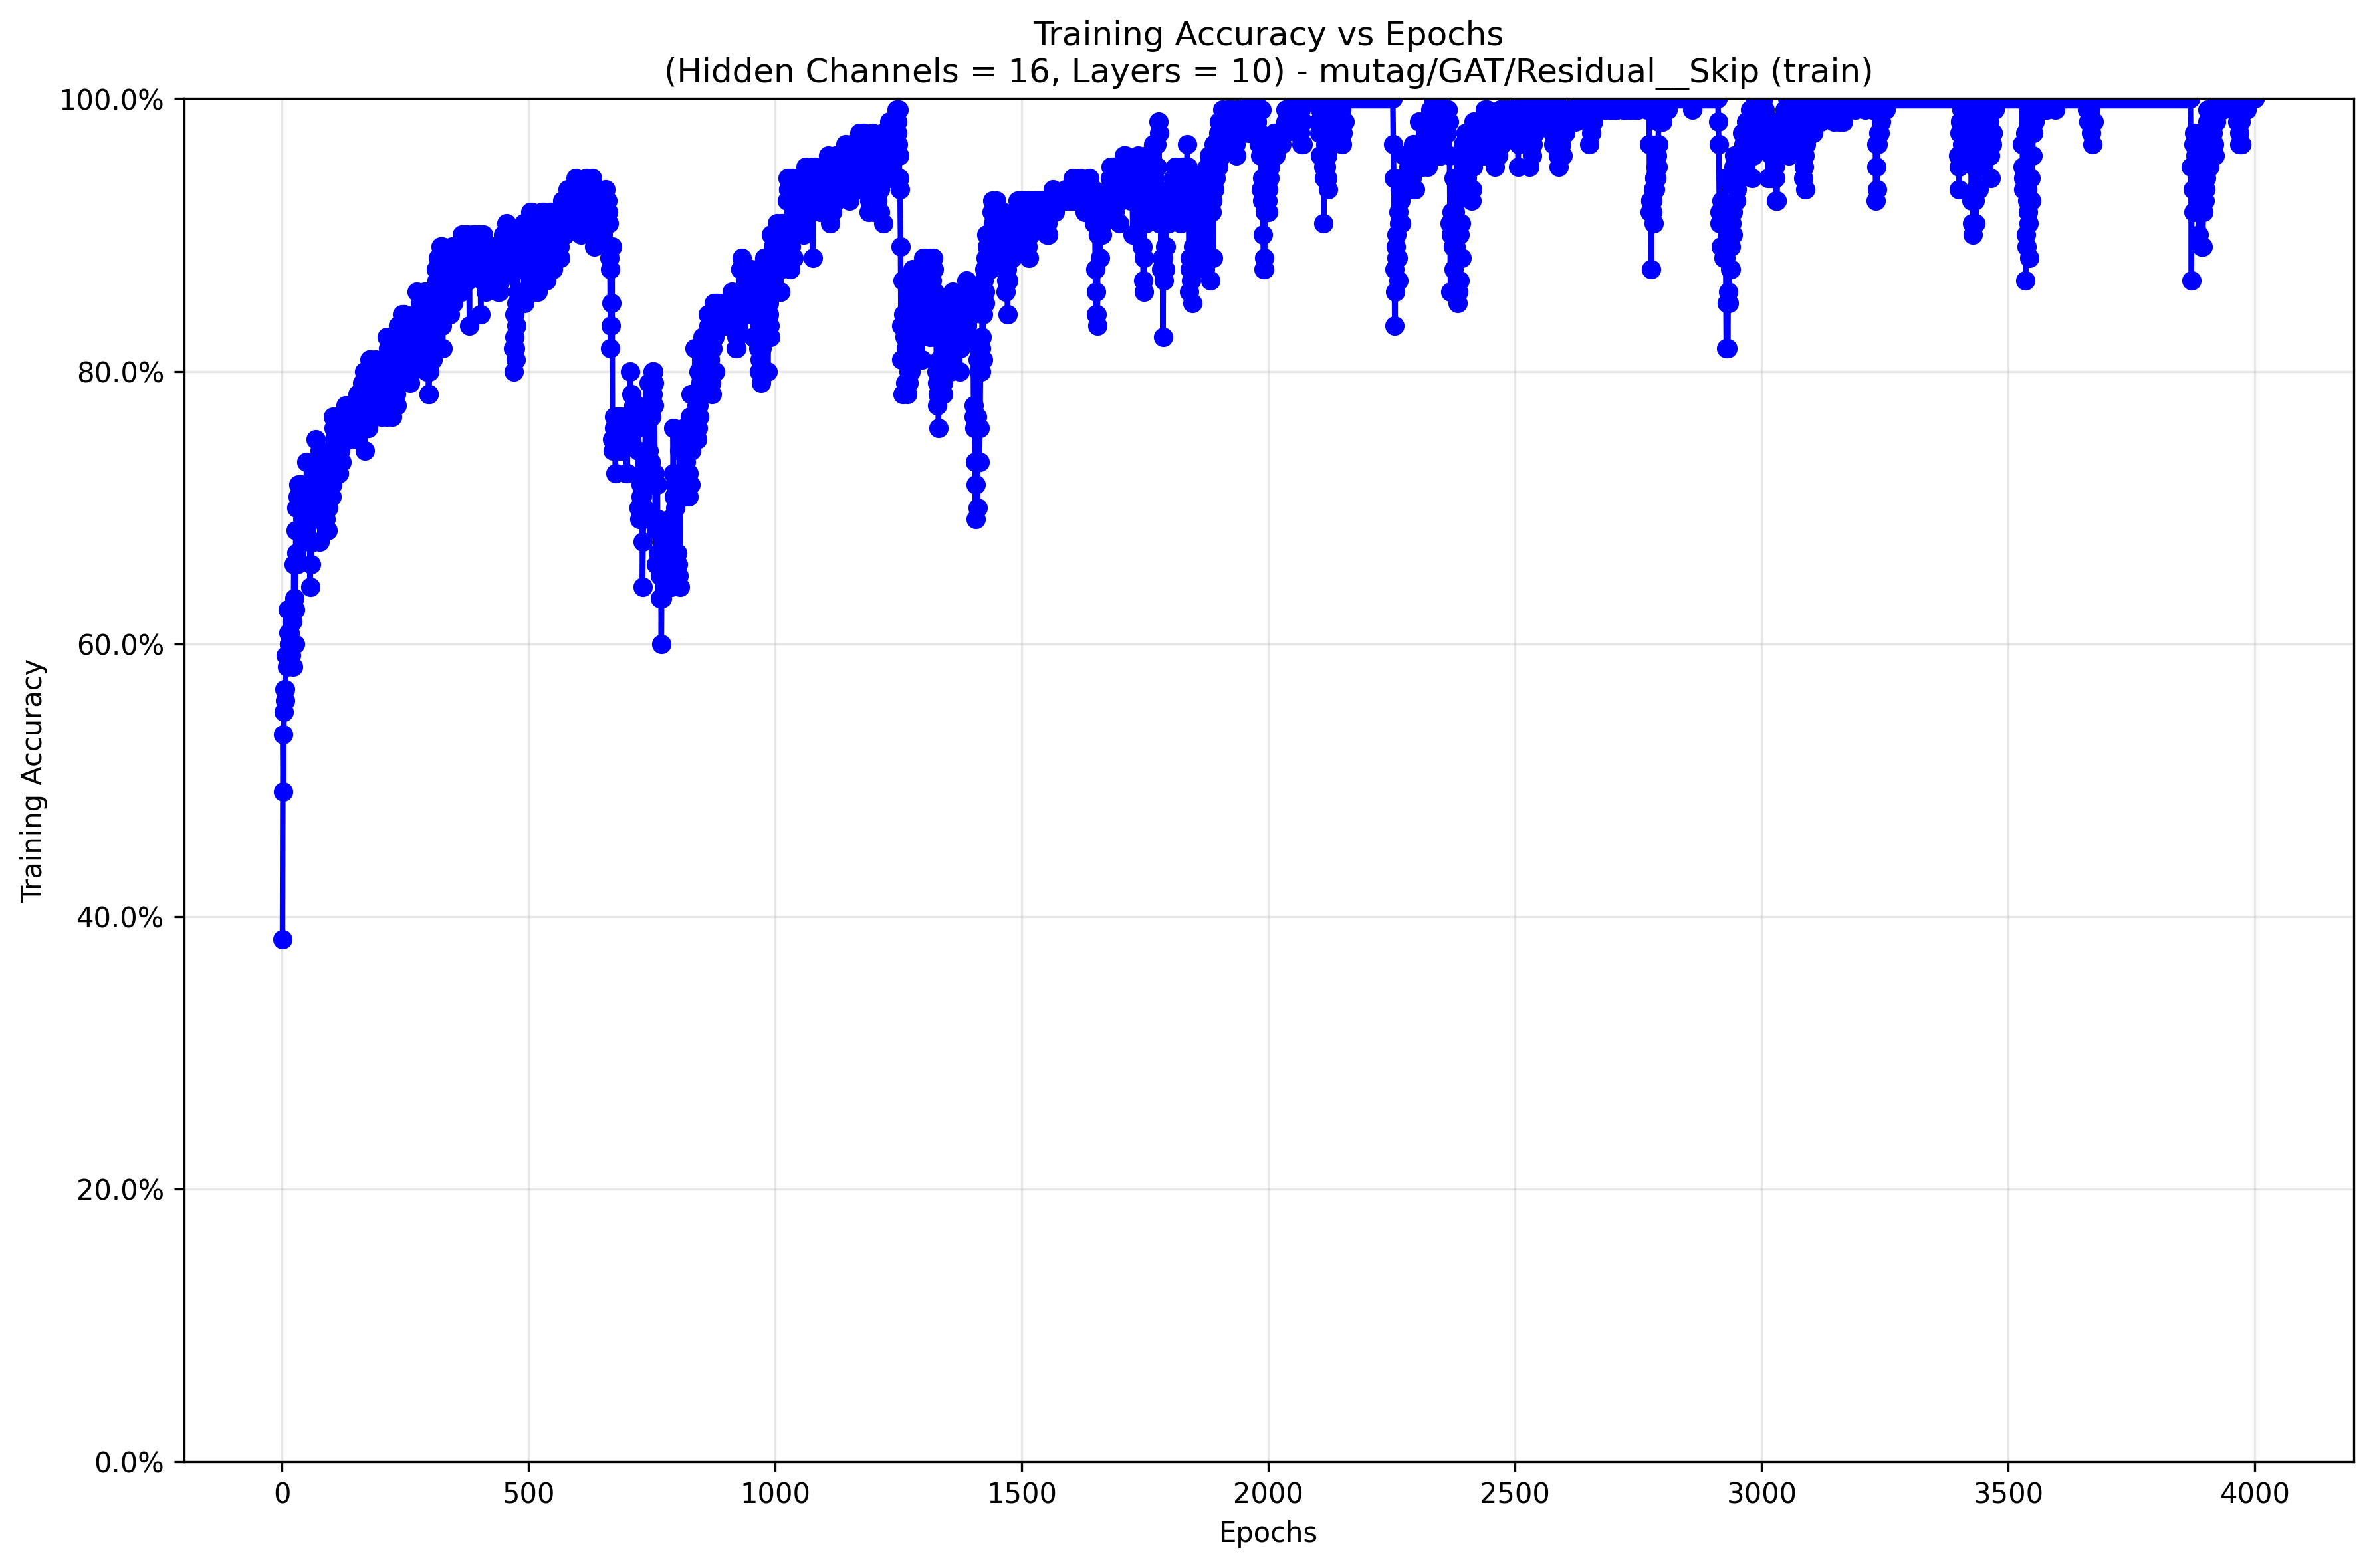 Training Accuracy vs Epochs
(Hidden Channels = 16, Layers = 10) - mutag/GAT/Residual__Skip (train)
100.0%
80.0%
60.0%
40.0%
20.0%
0.0%
Training Accuracy
0 500 1000 1500 2000 2500 3000 3500 4000
Epochs